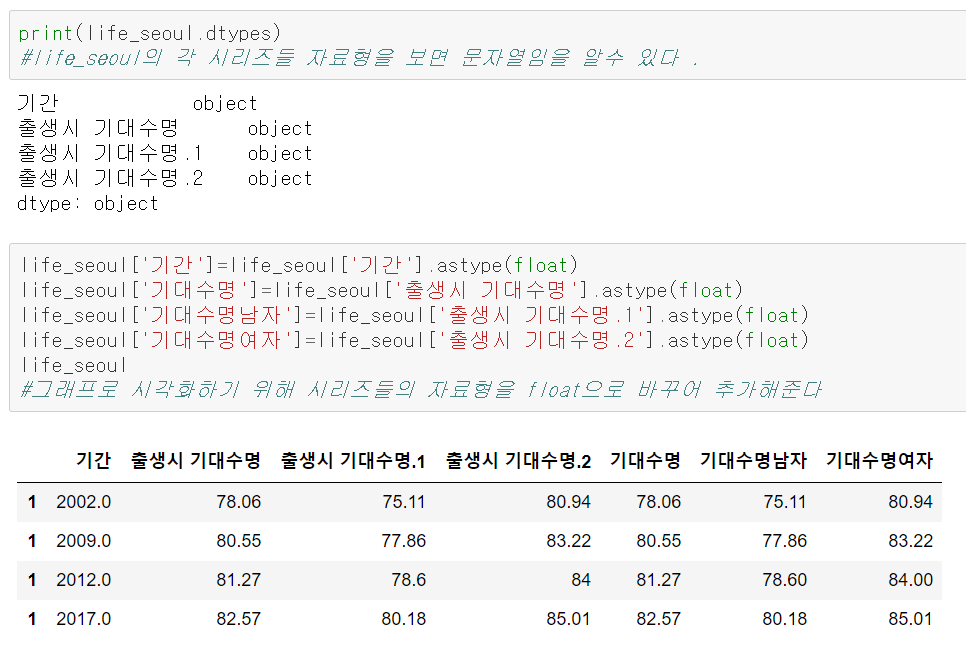 print(life_seoul.dtypes)
#life_seoul의 각 시리즈들 자료형을 보면 문자열임을 알수 있다 .
기간 object
출생시 기대수명 object
출생시 기대수명.1 object
출생시 기대수명.2 object
dtype: object
life_seoul['기간']=life_seoul['기간'].astype(float)
life_seoul['기대수명']=life_seoul['출생시 기대수명'].astype(float)
life_seoul['기대수명남자']=life_seoul['출생시 기대수명.1'].astype(float)
life_seoul['기대수명여자']=life_seoul['출생시 기대수명.2'].astype(float)
life_seoul
#그래프로 시각화하기 위해 시리즈들의 자료형을 float으로 바꾸어 추가해준다
기간 출생시 기대수명 출생시 기대수명.1 출생시 기대수명.2 기대수명 기대수명남자 기대수명여자
1 2002.0 78.06 75.11 80.94 78.06 75.11 80.94
1 2009.0 80.55 77.86 83.22 80.55 77.86 83.22
1 2012.0 81.27 78.6 84 81.27 78.60 84.00
1 2017.0 82.57 80.18 85.01 82.57 80.18 85.01